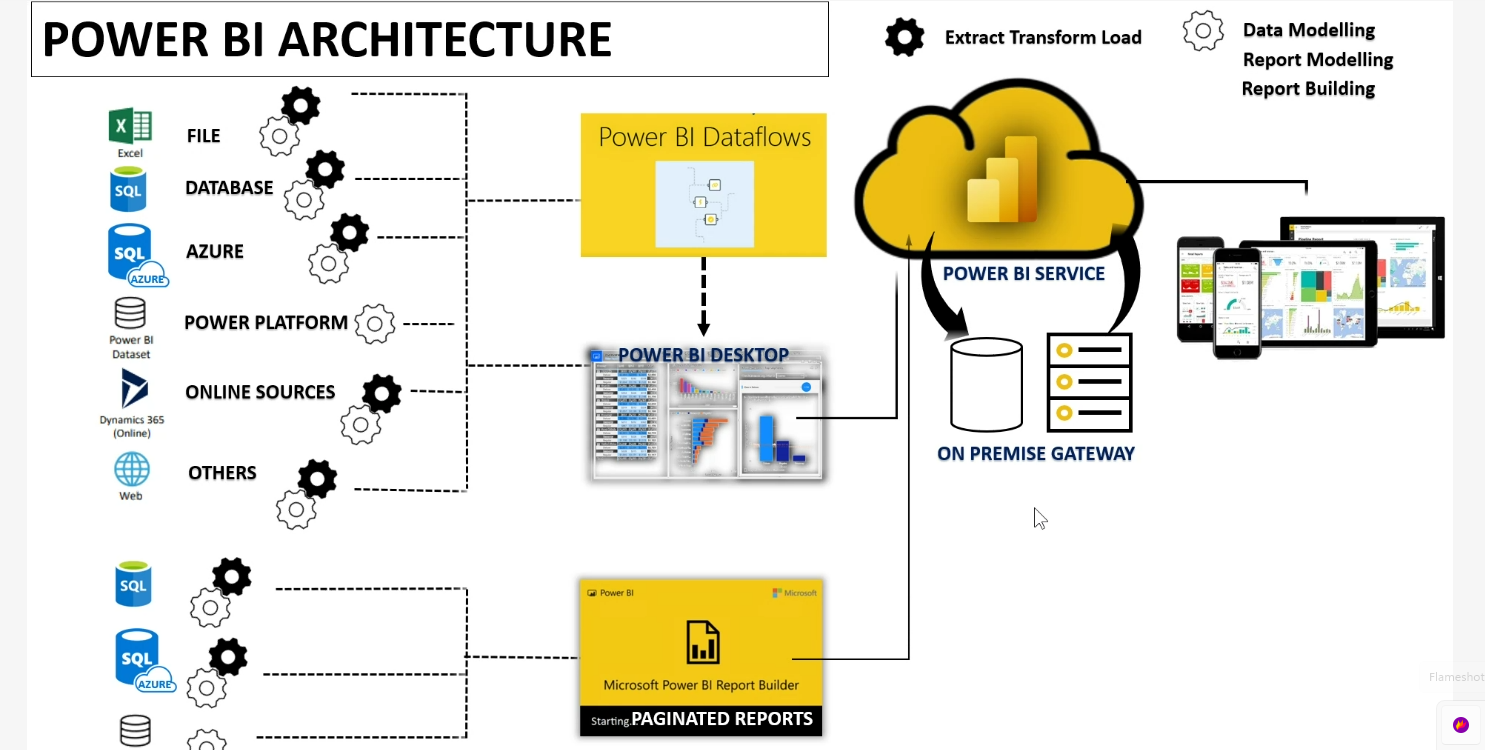 POWER BI ARCHITECTURE
Extract Transform Load
Data Modelling
Report Modelling
Report Building
X
Excel
FILE
SQL
DATABASE
SQL
AZURE
AZURE
Power BI
Dataset
POWER PLATFORM
Dynamics 365
(Online)
ONLINE SOURCES
Web
OTHERS
Power BI Dataflows
POWER BI DESKTOP
POWER BI SERVICE
ON PREMISE GATEWAY
SQL
SQL
AZURE
Power BI
Microsoft
Microsoft Power BI Report Builder
Starting...
PAGINATED REPORTS
Flameshot